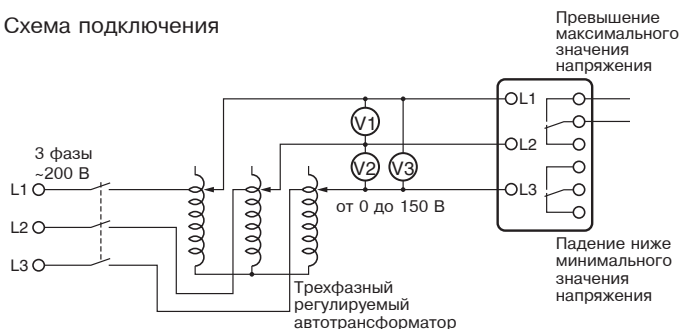 Схема подключения
Превышение
максимального
значения
напряжения
L1
V1
L2
3 фазы
~200 В
V2
V3
L1
L3
от 0 до 150 В
L2
L3
Падение ниже
минимального
значения
напряжения
Трехфазный
регулируемый
автотрансформатор